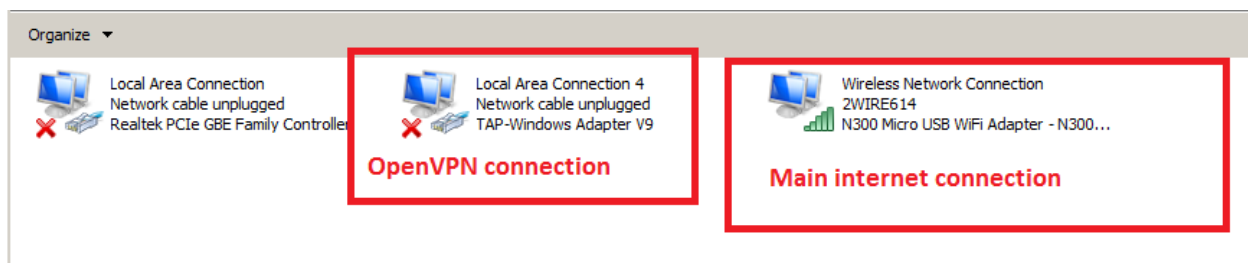 Organize
Local Area Connection
Network cable unplugged
Realtek PCIe GBE Family Controller
Local Area Connection 4
Network cable unplugged
TAP-Windows Adapter V9
OpenVPN connection
Wireless Network Connection
2WIRE614
N300 Micro USB WiFi Adapter - N300...
Main internet connection